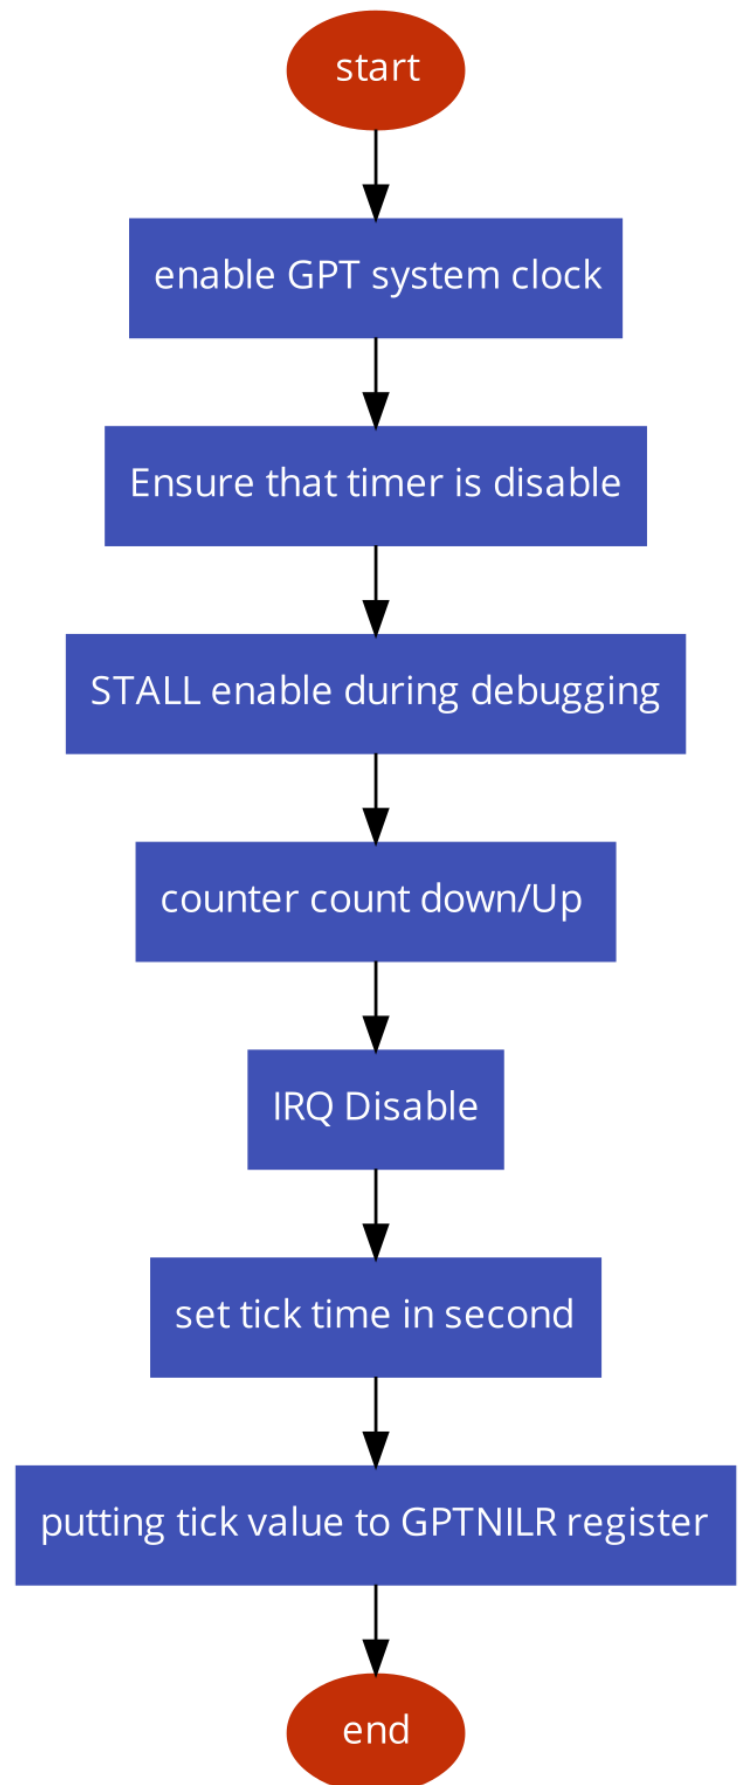 start
enable GPT system clock
Ensure that timer is disable
STALL enable during debugging
counter count down/Up
IRQ Disable
set tick time in second
putting tick value to GPTNILR register
end